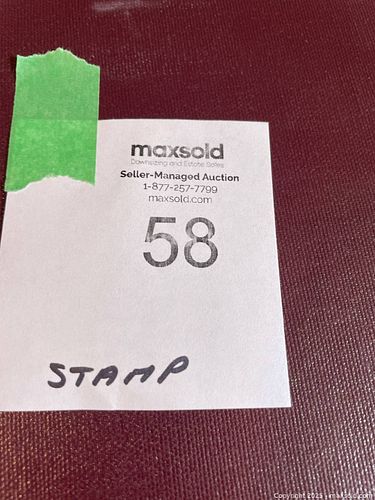 maxsold
Downsizing and Estate Sales
Seller-Managed Auction
1-877-257-7799
maxsold.com
58
STAMP